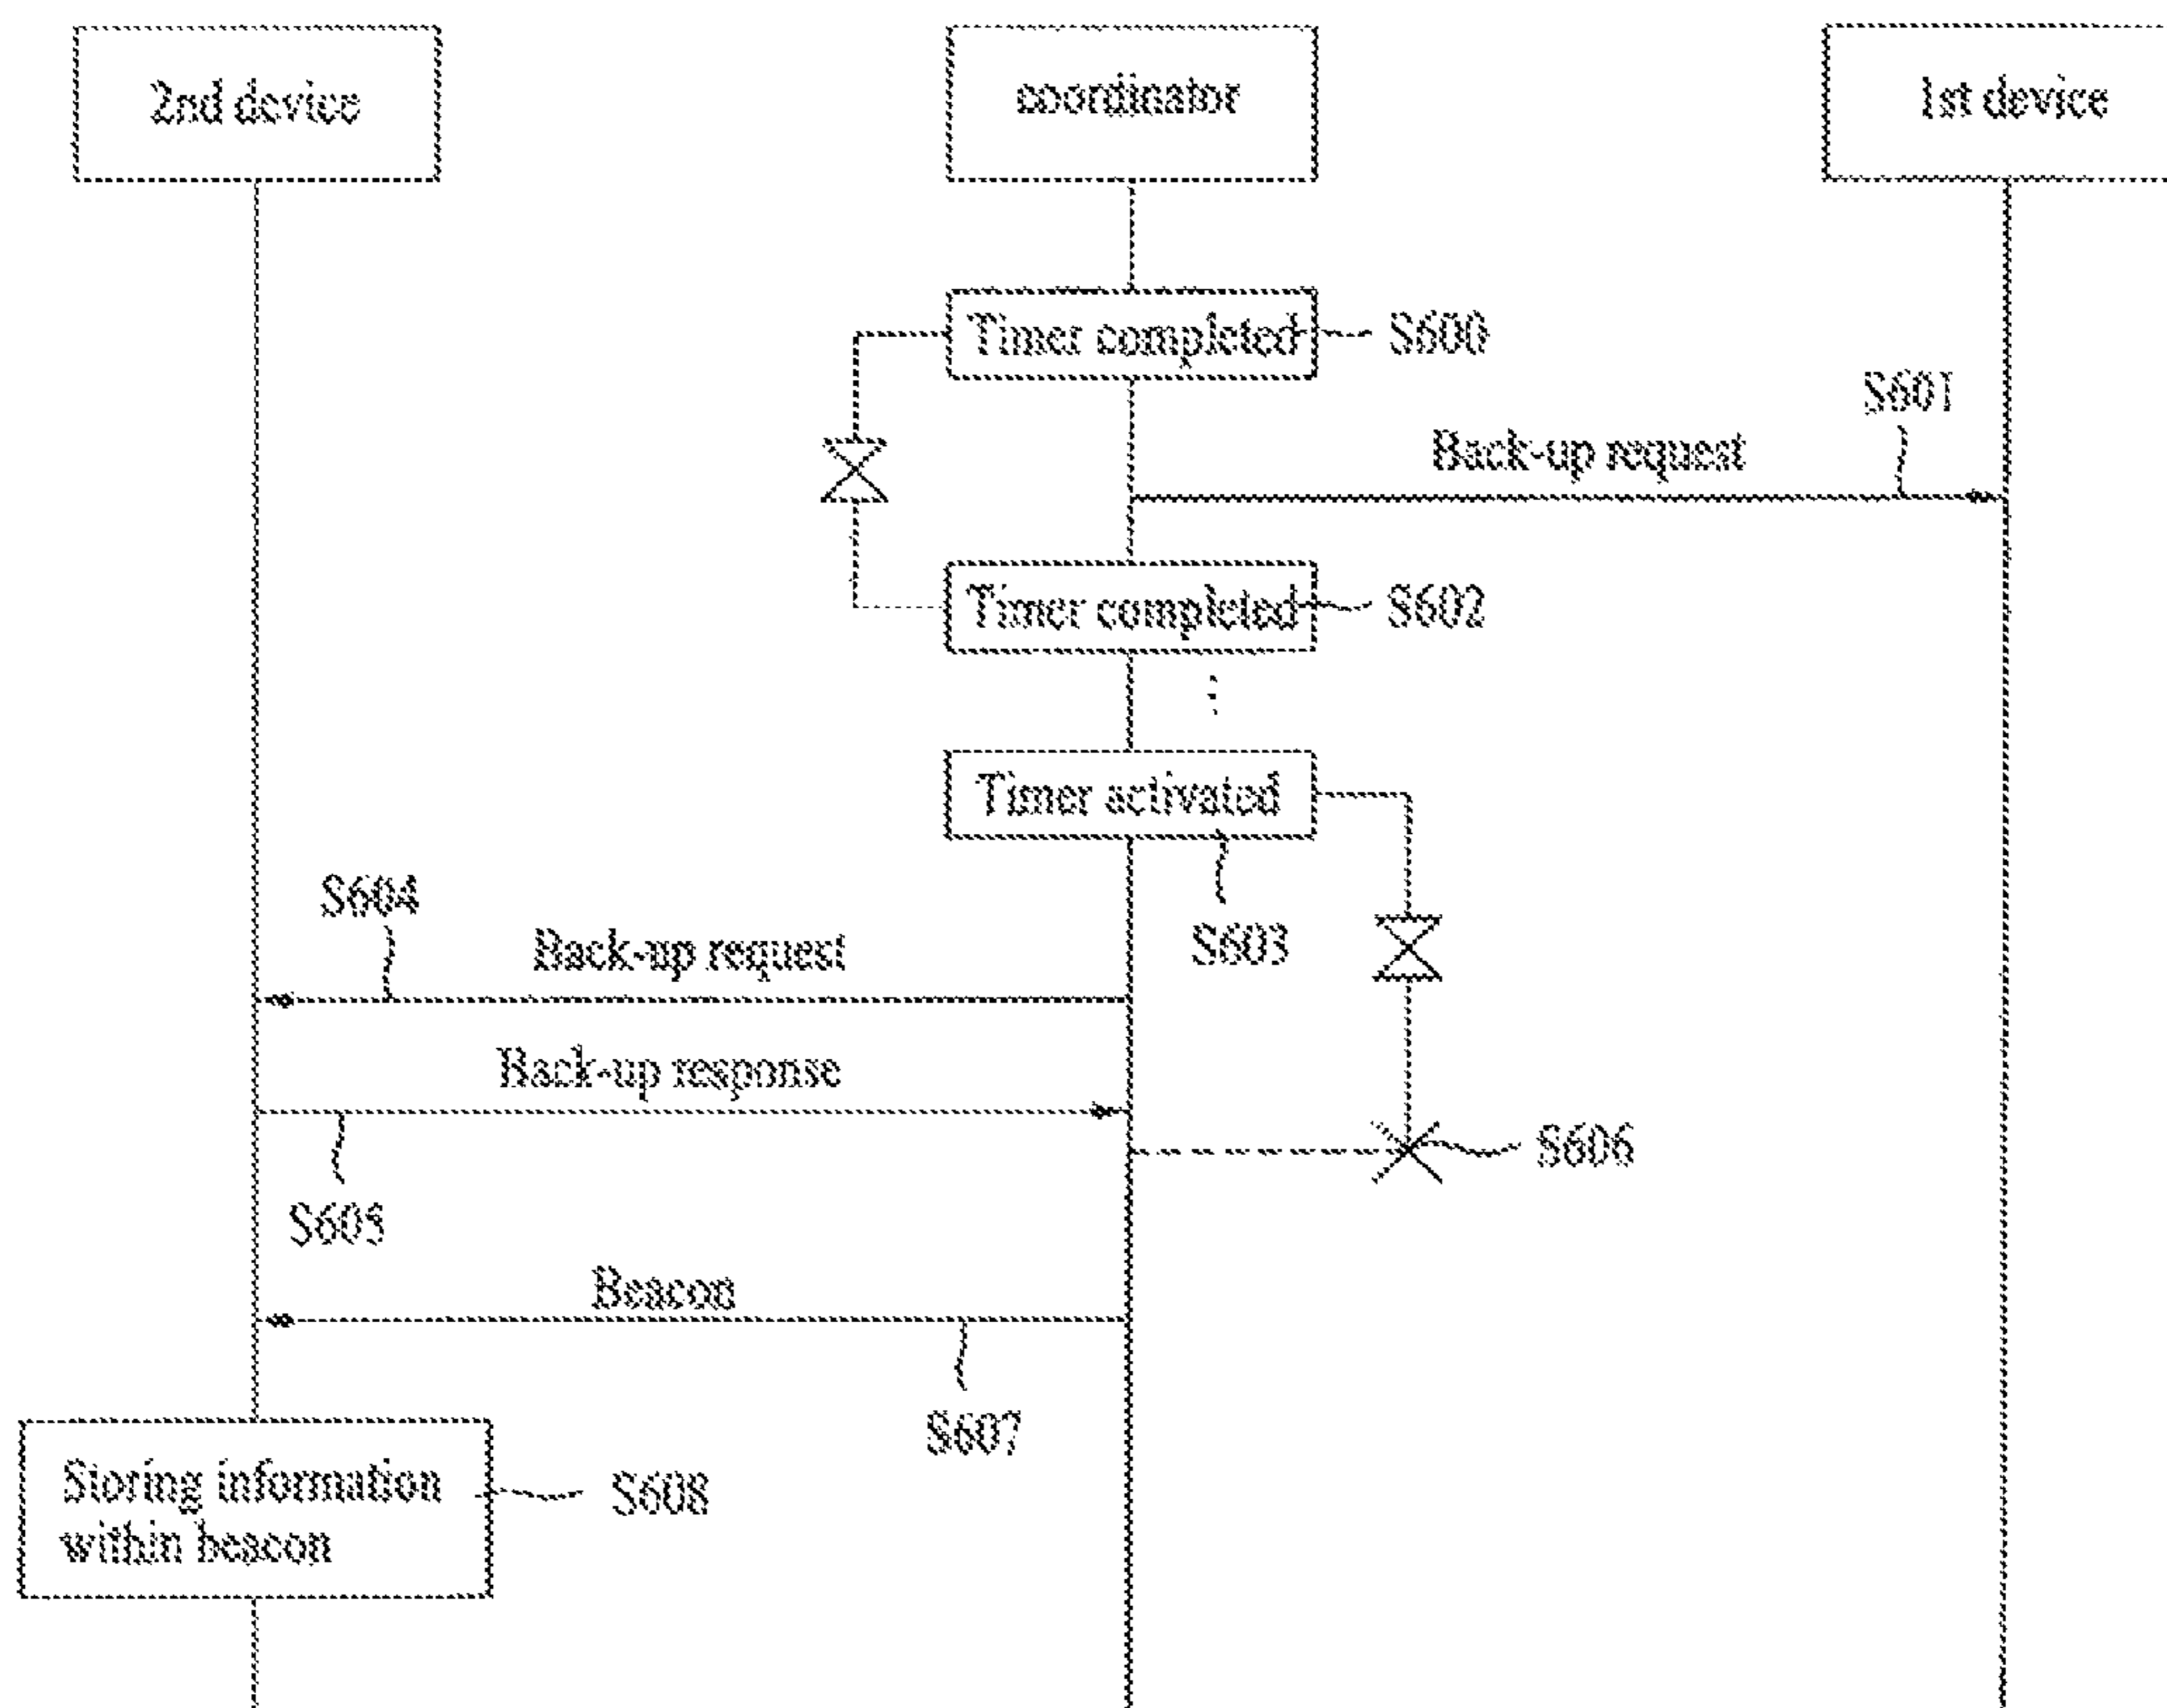 2nd device
coordinator
1st device
Timer completed
S600
S601
Back-up request
Timer completed
S602
Timer activated
S603
S604
Back-up request
Back-up response
S605
S606
Beacon
S607
Storing information
within beacon
S608